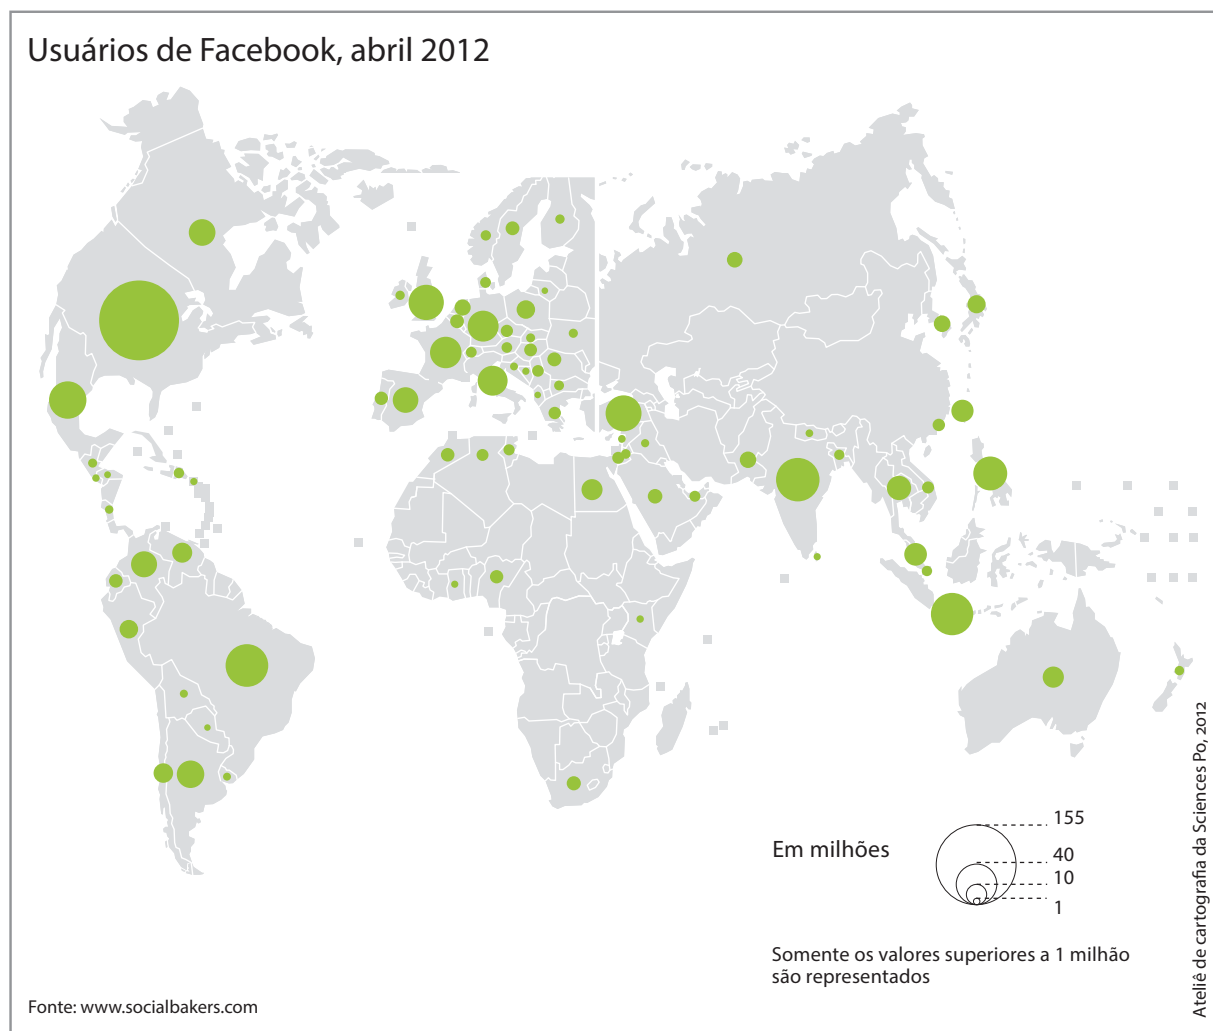 Usuários de Facebook, abril 2012
Em milhões
155
40
10
1
Somente os valores superiores a 1 milhão
são representados
Fonte: www.socialbakers.com
Ateliê de cartografia da Sciences Po, 2012